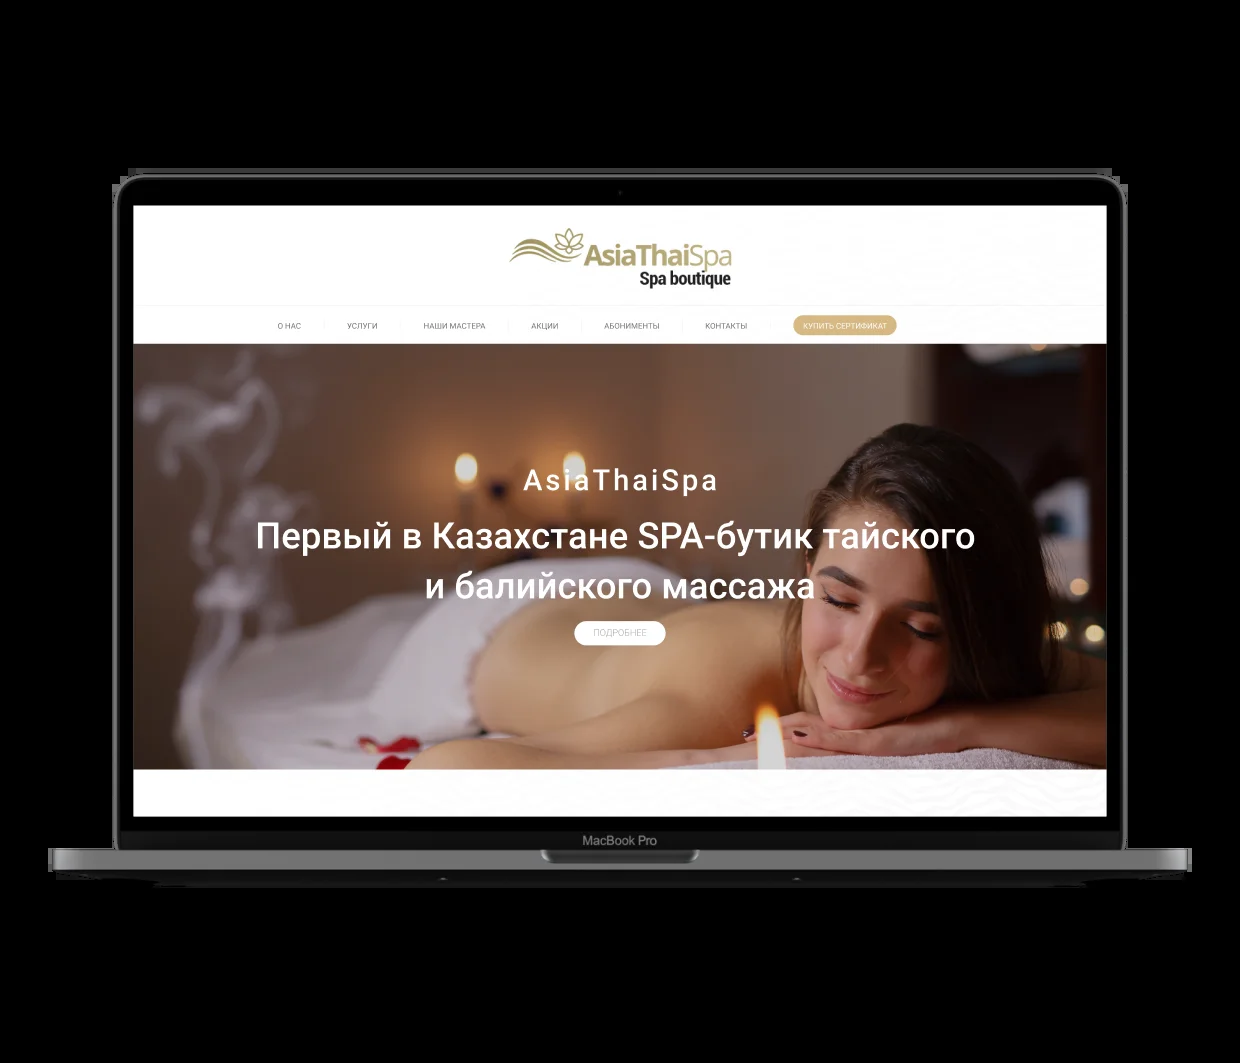 AsiaThaiSpa
Spa boutique
О НАС
УСЛУГИ
НАШИ МАСТЕРА
АКЦИИ
АБОНИМЕНТЫ
КОНТАКТЫ
КУПИТЬ СЕРТИФИКАТ
AsiaThaiSpa
Первый в Казахстане SPA-бутик тайского
и балийского массажа
ПОДРОБНЕЕ
MacBook Pro